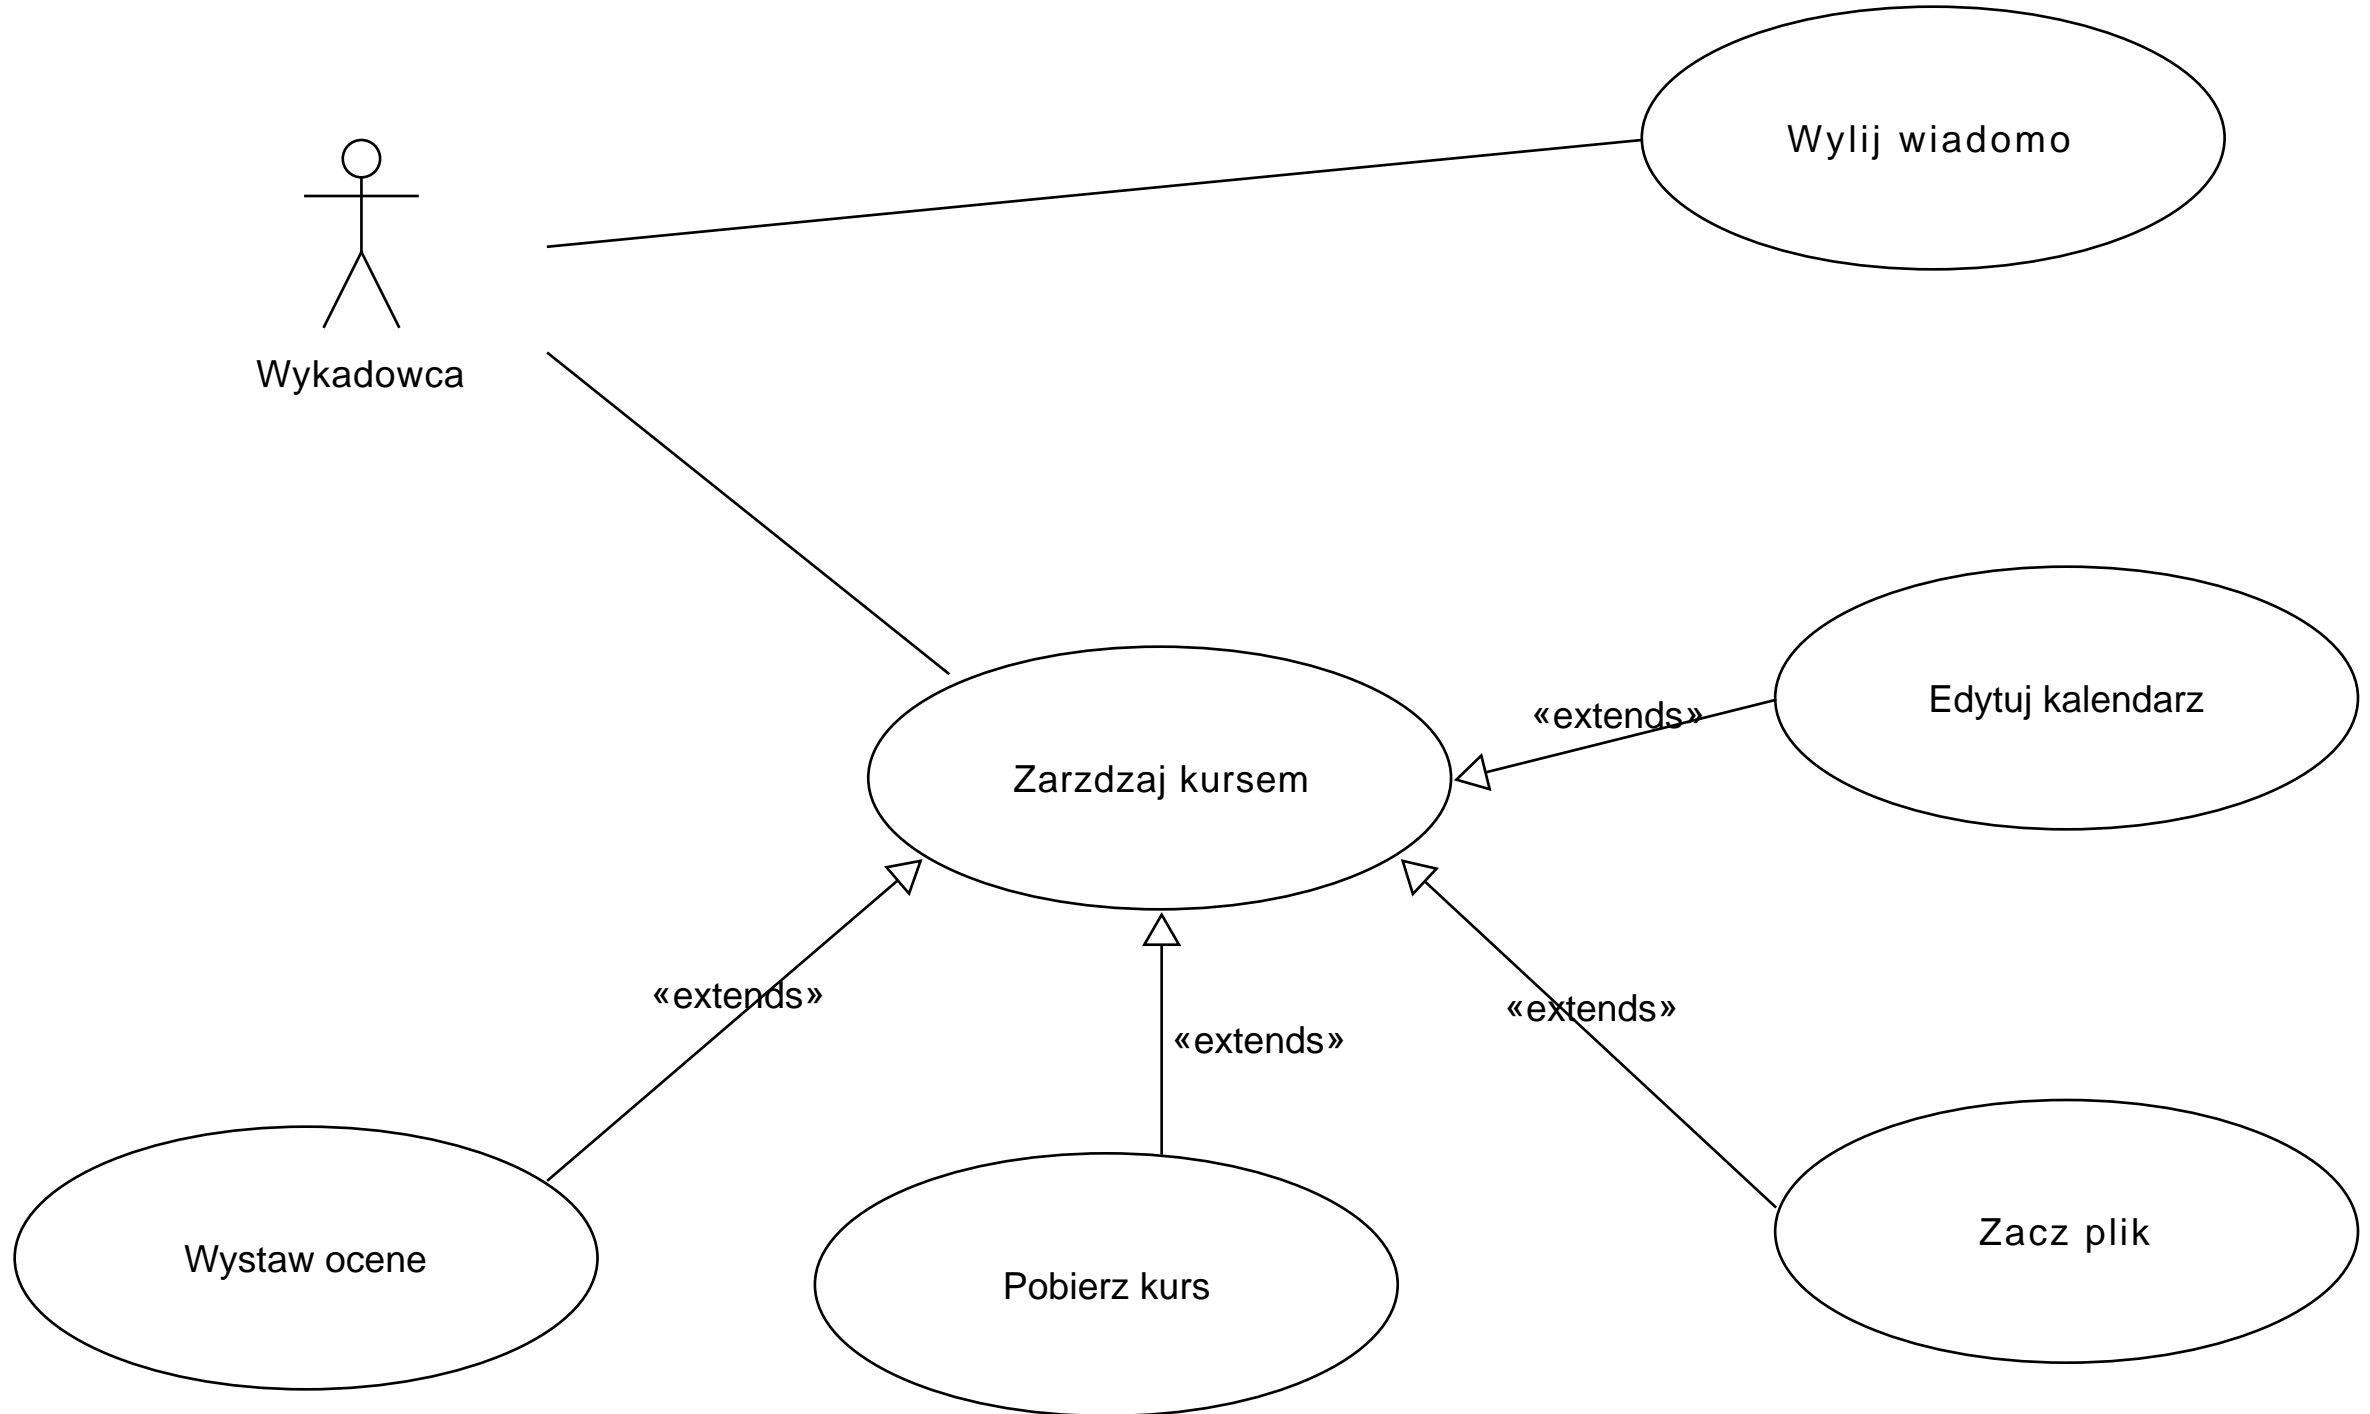 Wylij wiadomo
Wykadowca
Edytuj kalendarz
«extends»
Zarzdzaj kursem
«extends»
«extends»
«extends»
Zacz plik
Wystaw ocene
Pobierz kurs